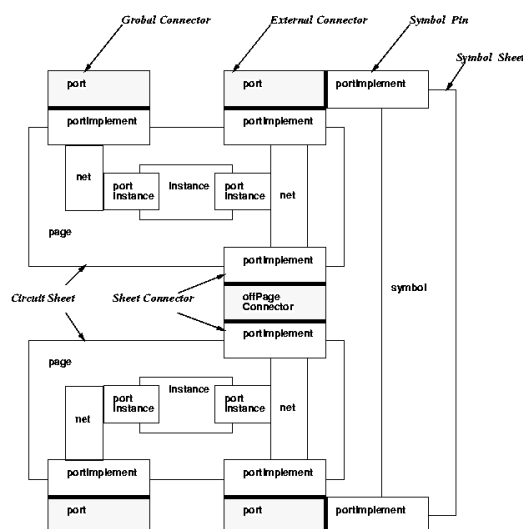 Grobal Connector
External Connector
Symbol Pin
Symbol Sheet
port
port
portImplement
portImplement
portImplement
net
port
Instance
Instance
port
Instance
net
page
portImplement
symbol
Circuit Sheet
Sheet Connector
offPage
Connector
portImplement
page
port
Instance
Instance
port
Instance
net
net
portImplement
portImplement
port
port
portImplement